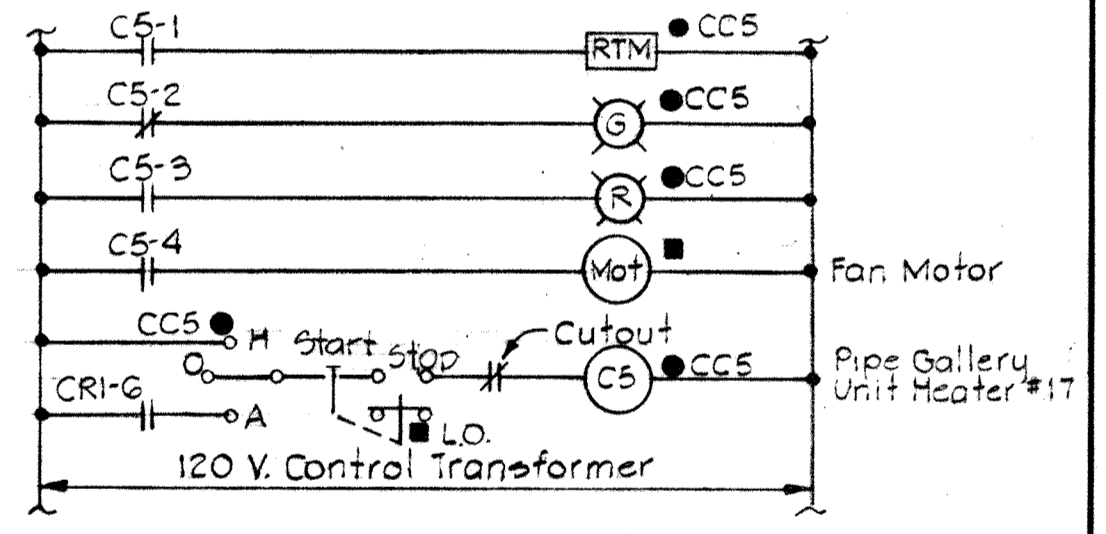 C5-1
RTM
CC5
C5-2
G
CC5
C5-3
R
CC5
C5-4
Mot
Fan Motor
CC5
H
Start
Stop
Cutout
O
C5
CC5
Pipe Gallery
Unit Heater #17
CR1-6
A
L.O.
120 V. Control Transformer